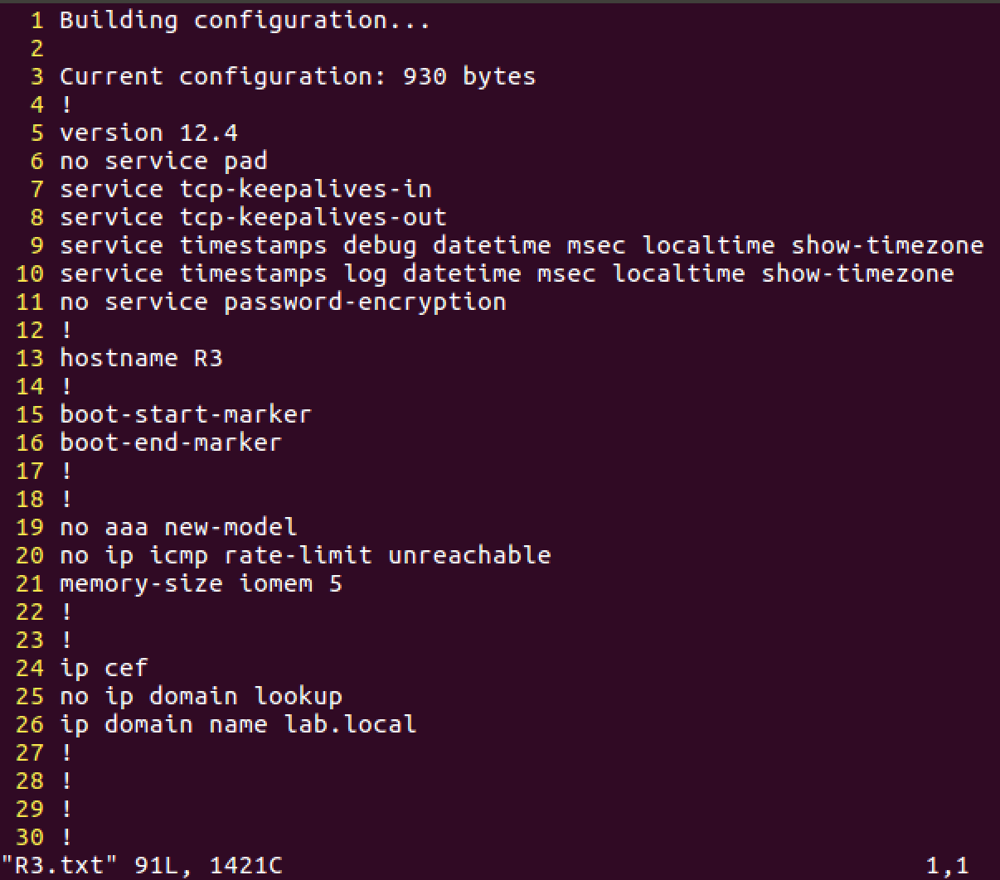 1 Building configuration...
2
3 Current configuration: 930 bytes
4 !
5 version 12.4
6 no service pad
7 service tcp-keepalives-in
8 service tcp-keepalives-out
9 service timestamps debug datetime msec localtime show-timezone
10 service timestamps log datetime msec localtime show-timezone
11 no service password-encryption
12 !
13 hostname R3
14 !
15 boot-start-marker
16 boot-end-marker
17 !
18 !
19 no aaa new-model
20 no ip icmp rate-limit unreachable
21 memory-size iomem 5
22 !
23 !
24 ip cef
25 no ip domain lookup
26 ip domain name lab.local
27 !
28 !
29 !
30 !
"R3.txt" 91L, 1421C 1,1